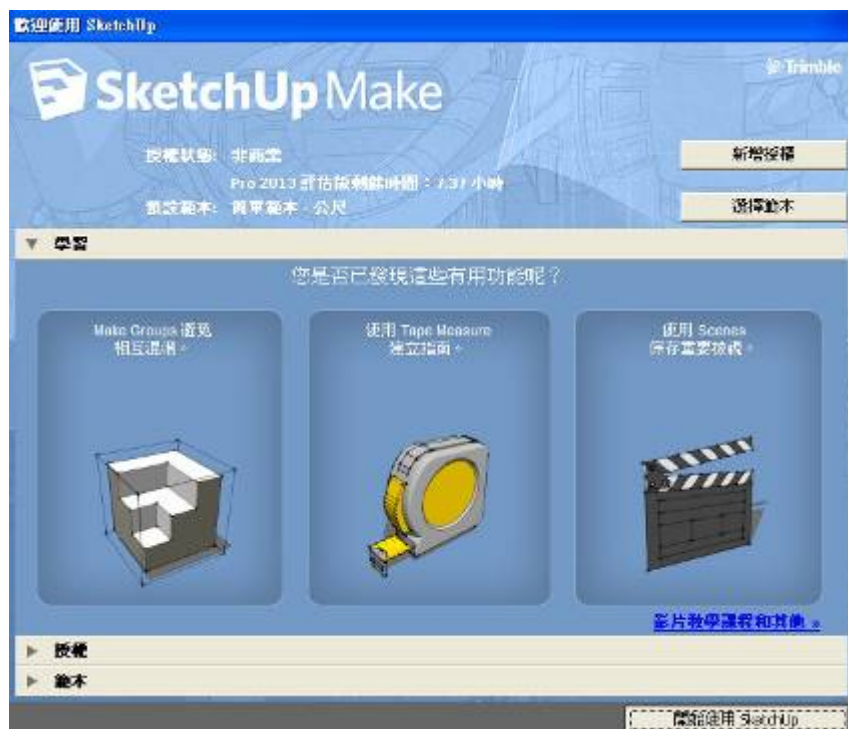 歡迎使用 SketchUp
SketchUp Make
Trimble
授權狀態: 非商業
新增授權
Pro 2013 評估版剩餘時間：7.37 小時
預設範本: 簡單範本 - 公尺
選擇範本
學習
您是否已發現這些有用功能呢？
Make Groups 避免
相互混淆。
使用 Tape Measure
建立指南。
使用 Scenes
保存重要檢視。
影片教學課程和其他 »
授權
範本
開始使用 SketchUp